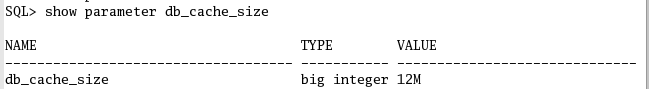 SQL> show parameter db_cache_size
NAME TYPE VALUE
------------------------------------ ----------- ------------------------------
db_cache_size big integer 12M